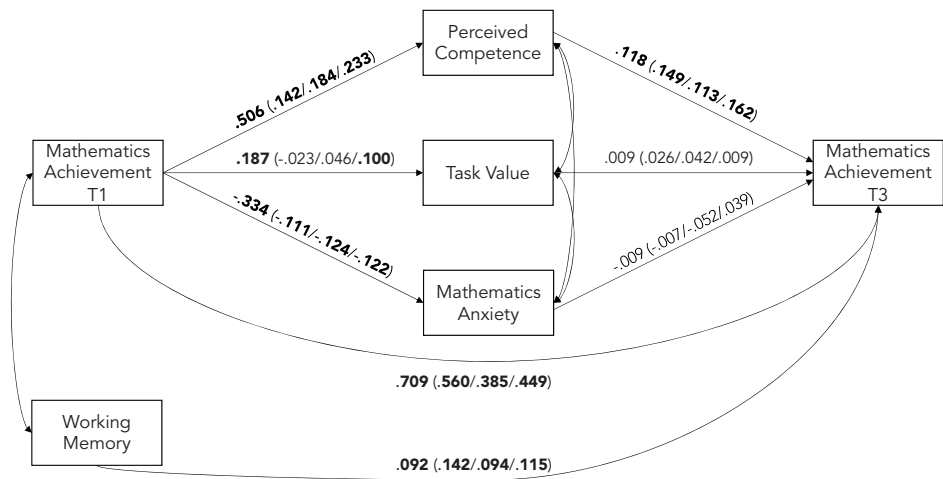 Perceived
Competence
.506 (.142/.184/.233)
.118 (.149/.113/.162)
Mathematics
Achievement
T1
.187 (-.023/.046/.100)
Task Value
.009 (.026/.042/.009)
Mathematics
Achievement
T3
-.334 (-.111/-.124/-.122)
-.009 (-.007/-.052/.039)
Mathematics
Anxiety
.709 (.560/.385/.449)
Working
Memory
.092 (.142/.094/.115)